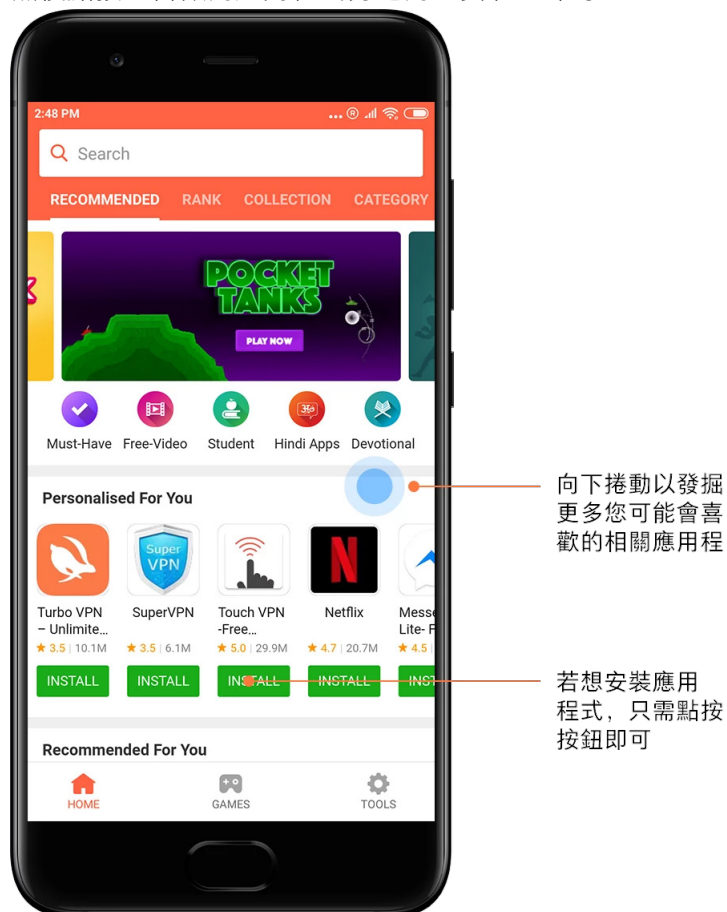 2:48 PM
Search
RECOMMENDED RANK COLLECTION CATEGORY
POCKET
TANKS
PLAY NOW
Must-Have Free-Video Student Hindi Apps Devotional
Personalised For You
Super
VPN
Turbo VPN
– Unlimite...
★ 3.5 | 10.1M
INSTALL
SuperVPN
★ 3.5 | 6.1M
INSTALL
Touch VPN
-Free...
★ 5.0 | 29.9M
INSTALL
N
Netflix
★ 4.7 | 20.7M
INSTALL
Messe
Lite- F
★ 4.5
INST
Recommended For You
HOME GAMES TOOLS
向下捲動以發掘
更多您可能會喜
歡的相關應用程
若想安裝應用
程式，只需點按
按鈕即可